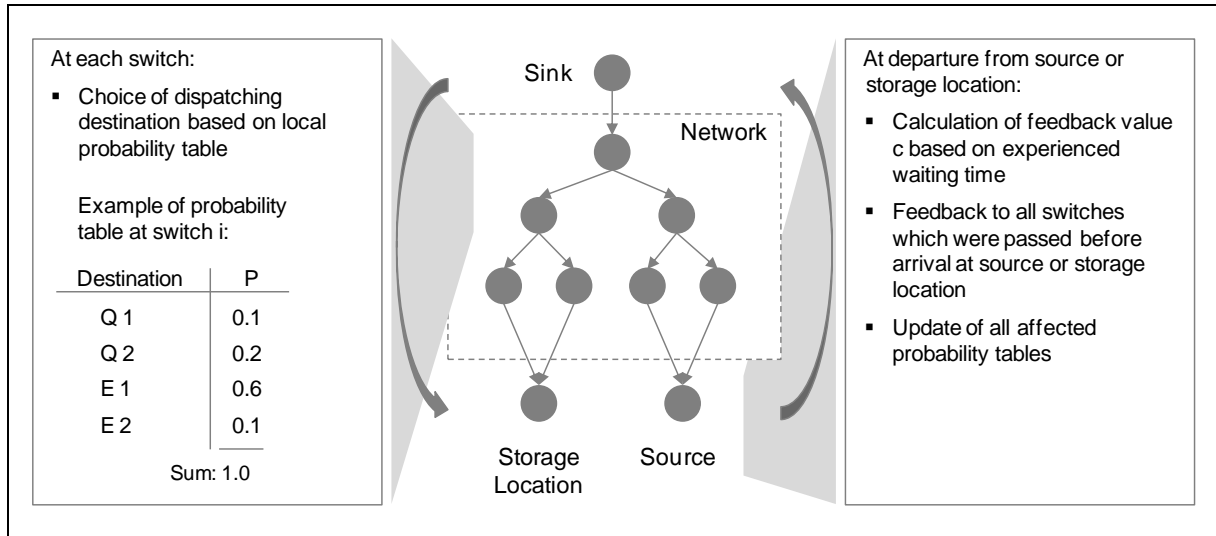 At each switch:
▪ Choice of dispatching
destination based on local
probability table
Example of probability
table at switch i:
Destination P
Q 1 0.1
Q 2 0.2
E 1 0.6
E 2 0.1
Sum: 1.0
Sink
Network
Storage
Location
Source
At departure from source or
storage location:
▪ Calculation of feedback value
c based on experienced
waiting time
▪ Feedback to all switches
which were passed before
arrival at source or storage
location
▪ Update of all affected
probability tables